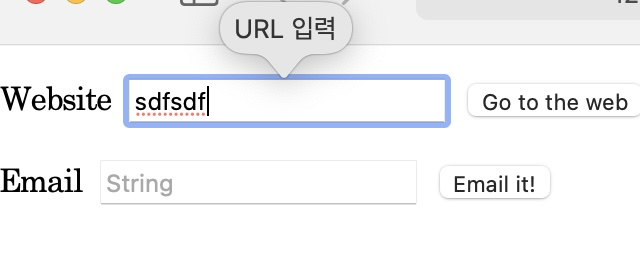 URL 입력
Website sdfsdf Go to the web
Email String Email it!